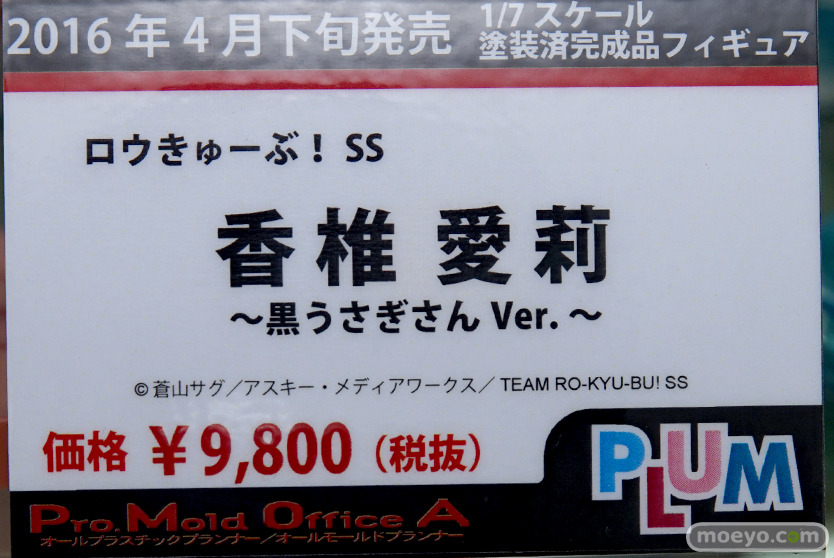 2016年4月下旬発売
1/7スケール
塗装済完成品フィギュア
ロウきゅーぶ！SS
香椎 愛莉
～黒うさぎさん Ver.～
©蒼山サグ／アスキー・メディアワークス／ TEAM RO-KYU-BU! SS
価格 ￥9,800（税抜）
PLUM
Pro.Mold Office A
オールプラスチックプランナー／オールモールドプランナー
moeyo.com